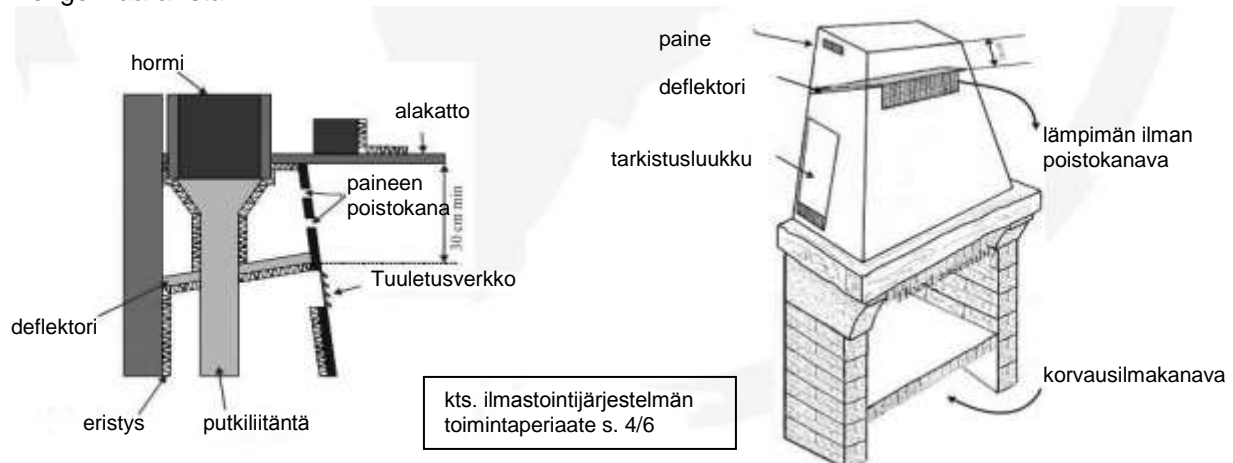 hormi
alakatto
paineen
poistokana
30 cm min
Tuuletusverkko
deflektori
eristys
putkiliitäntä
kts. ilmastointijärjestelmän
toimintaperiaate s. 4/6
paine
deflektori
tarkistusluukku
lämpimän ilman
poistokanava
korvausilmakanava